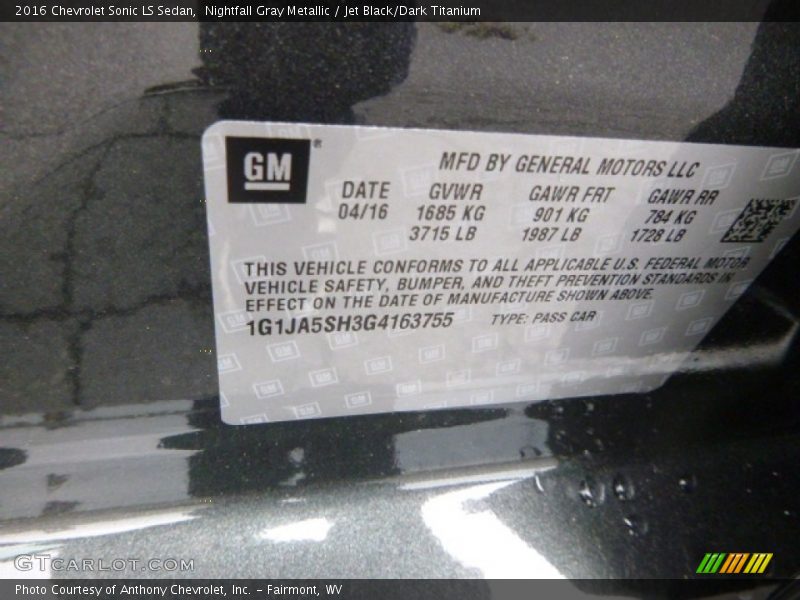 2016 Chevrolet Sonic LS Sedan,  Nightfall Gray Metallic / Jet Black/Dark Titanium
GM ®
MFD BY GENERAL MOTORS LLC
DATE GVWR GAWR FRT GAWR RR
04/16 1685 KG 901 KG 784 KG
3715 LB 1987 LB 1728 LB
THIS VEHICLE CONFORMS TO ALL APPLICABLE U.S. FEDERAL MOTOR
VEHICLE SAFETY, BUMPER, AND THEFT PREVENTION STANDARDS IN
EFFECT ON THE DATE OF MANUFACTURE SHOWN ABOVE.
1G1JA5SH3G4163755 TYPE: PASS CAR
GTCARLOT.COM
Photo Courtesy of Anthony Chevrolet, Inc. – Fairmont, WV